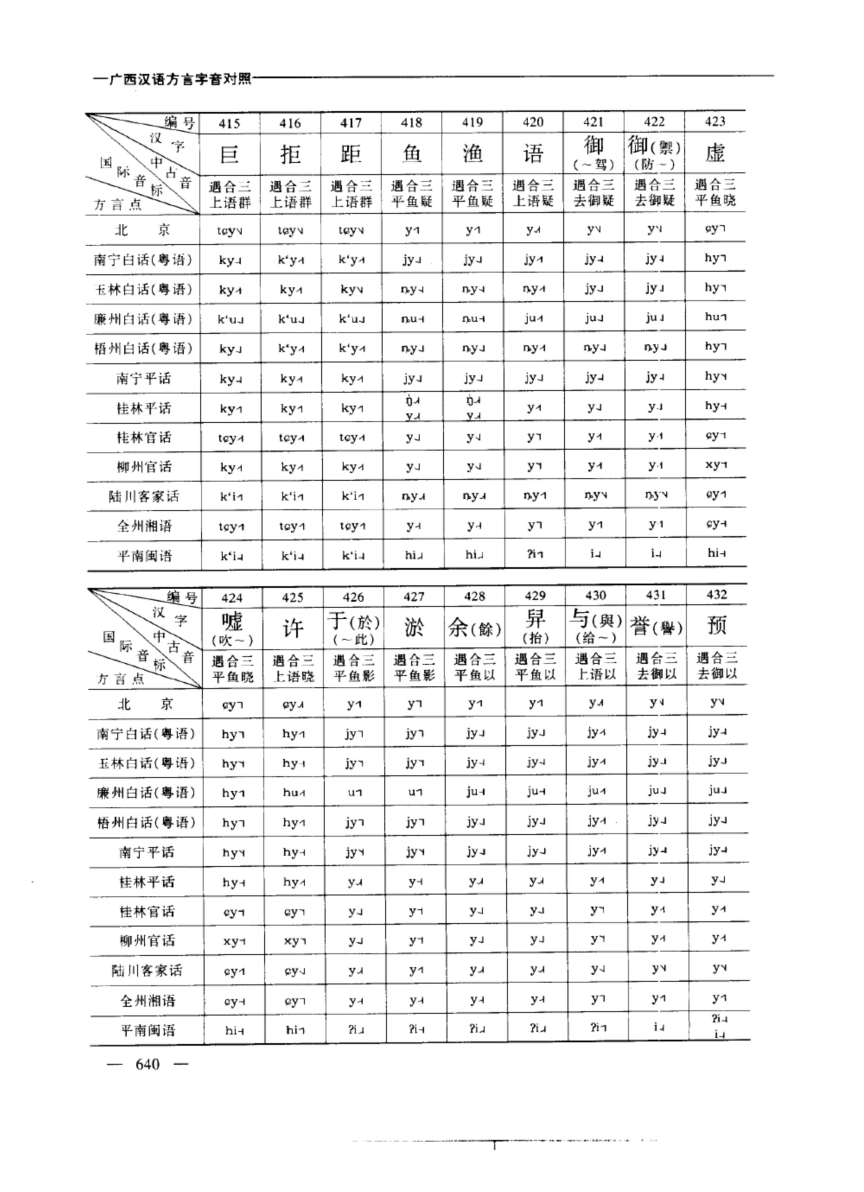 一广西汉语方言字音对照
编号 415 416 417 418 419 420 421 422 423
汉字 巨 拒 距 鱼 渔 语 御(～驾) 御(禦)(防～) 虚
国际音标 中古音 遇合三上语群 遇合三上语群 遇合三上语群 遇合三平鱼疑 遇合三平鱼疑 遇合三上语疑 遇合三去御疑 遇合三去御疑 遇合三平鱼晓
方言点
北京 tɕy tɕy tɕy y y y y y ɕy
南宁白话(粤语) ky kʻy kʻy jy jy jy jy jy hy
玉林白话(粤语) ky ky ky ȵy ȵy ȵy jy jy hy
廉州白话(粤语) kʻu kʻu kʻu ȵu ȵu ju ju ju hu
梧州白话(粤语) ky kʻy kʻy ȵy ȵy ȵy ȵy ȵy hy
南宁平话 ky ky ky jy jy jy jy jy hy
桂林平话 ky ky ky ŋ̍ y ŋ̍ y y y y hy
桂林官话 tɕy tɕy tɕy y y y y y ɕy
柳州官话 ky ky ky y y y y y xy
陆川客家话 kʻi kʻi kʻi ȵy ȵy ȵy ȵy ȵy ɕy
全州湘语 tɕy tɕy tɕy y y y y y ɕy
平南闽语 kʻi kʻi kʻi hi hi ʔi i i hi
编号 424 425 426 427 428 429 430 431 432
汉字 嘘(吹～) 许 于(於)(～此) 淤 余(餘) 舁(抬) 与(與)(给～) 誉(譽) 预
国际音标 中古音 遇合三平鱼晓 遇合三上语晓 遇合三平鱼影 遇合三平鱼影 遇合三平鱼以 遇合三平鱼以 遇合三上语以 遇合三去御以 遇合三去御以
方言点
北京 ɕy ɕy y y y y y y y
南宁白话(粤语) hy hy jy jy jy jy jy jy jy
玉林白话(粤语) hy hy jy jy jy jy jy jy jy
廉州白话(粤语) hy hu u u ju ju ju ju ju
梧州白话(粤语) hy hy jy jy jy jy jy jy jy
南宁平话 hy hy jy jy jy jy jy jy jy
桂林平话 hy hy y y y y y y y
桂林官话 ɕy ɕy y y y y y y y
柳州官话 xy xy y y y y y y y
陆川客家话 ɕy ɕy y y y y y y y
全州湘语 ɕy ɕy y y y y y y y
平南闽语 hi hi ʔi ʔi ʔi ʔi ʔi i ʔi i
— 640 —